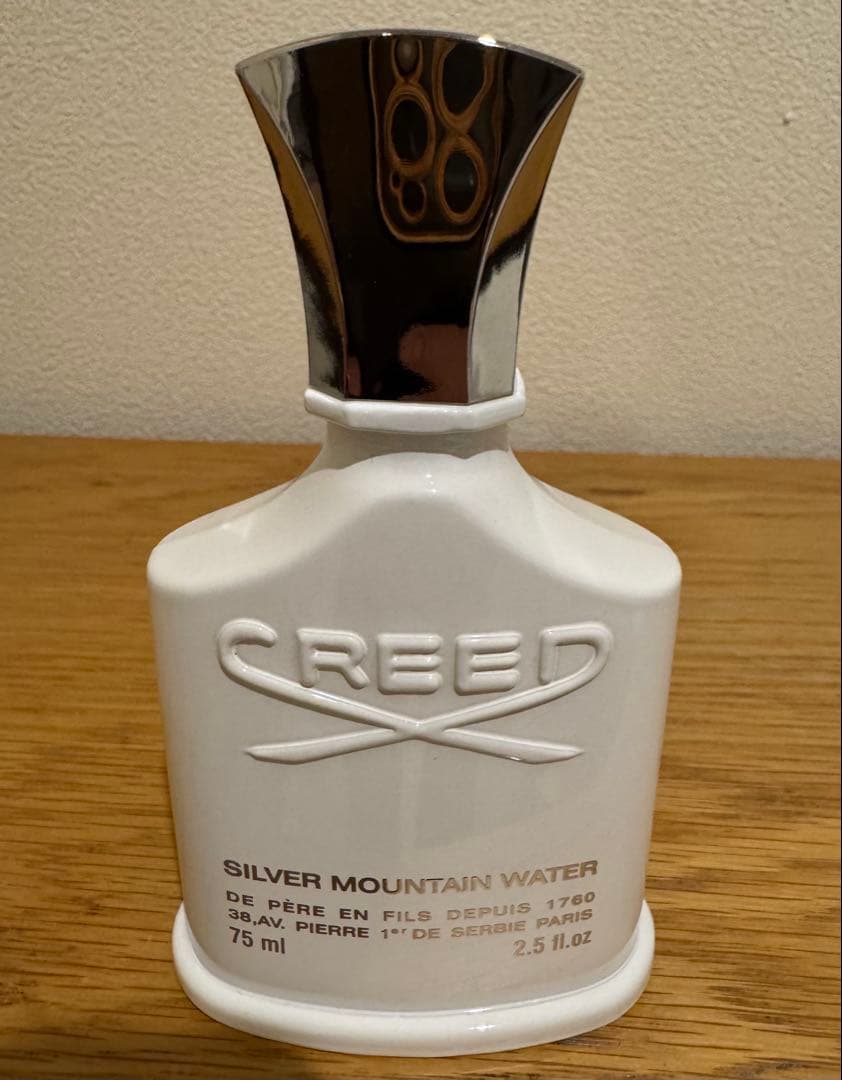 CREED
SILVER MOUNTAIN WATER
DE PÈRE EN FILS DEPUIS 1760
38,AV. PIERRE 1er DE SERBIE PARIS
75 ml 2.5 fl.oz